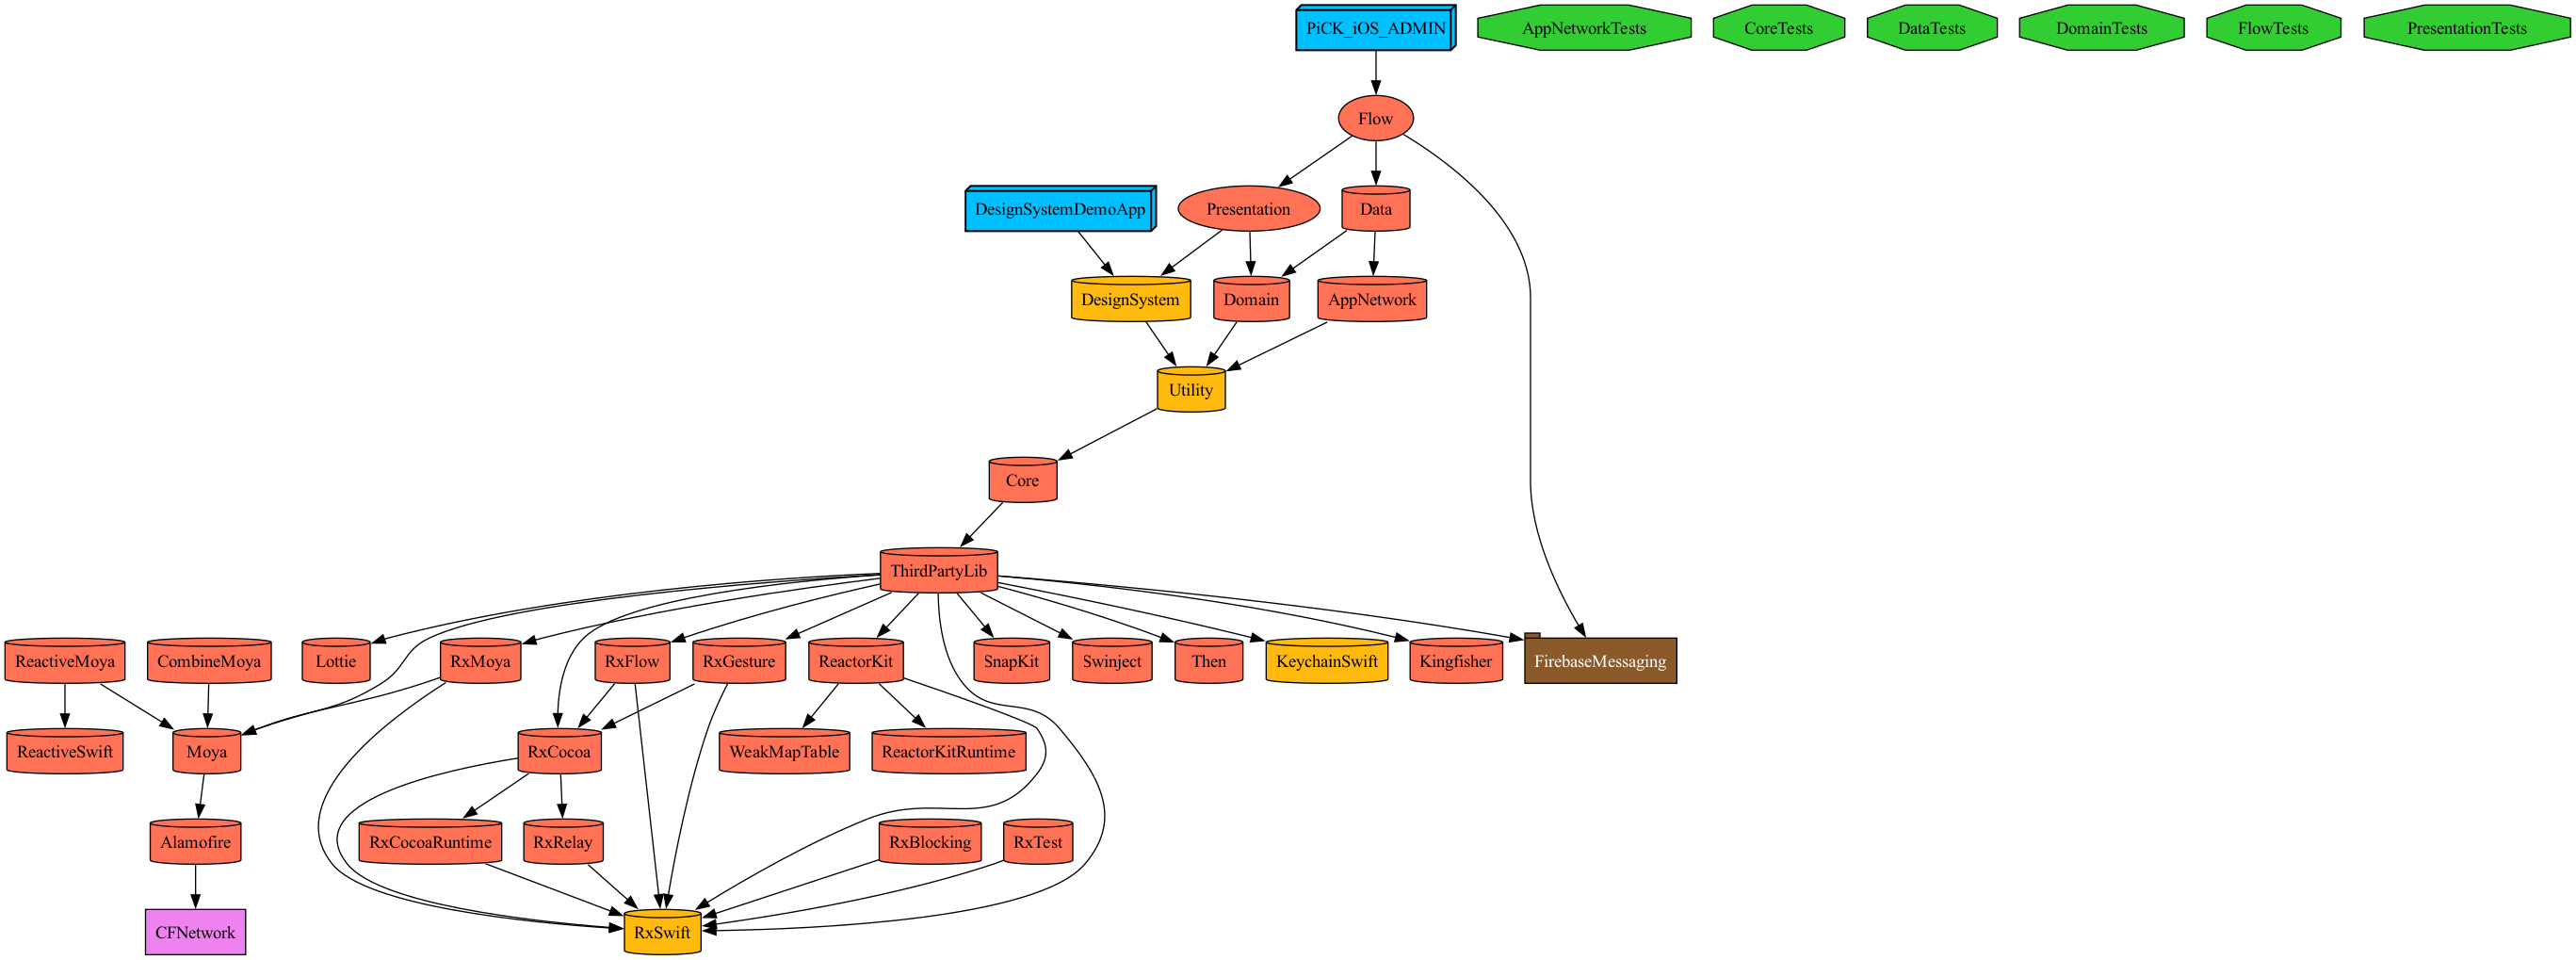 PiCK_iOS_ADMIN
AppNetworkTests
CoreTests
DataTests
DomainTests
FlowTests
PresentationTests
Flow
DesignSystemDemoApp
Presentation
Data
DesignSystem
Domain
AppNetwork
Utility
Core
ThirdPartyLib
ReactiveMoya
CombineMoya
Lottie
RxMoya
RxFlow
RxGesture
ReactorKit
SnapKit
Swinject
Then
KeychainSwift
Kingfisher
FirebaseMessaging
ReactiveSwift
Moya
RxCocoa
WeakMapTable
ReactorKitRuntime
Alamofire
RxCocoaRuntime
RxRelay
RxBlocking
RxTest
CFNetwork
RxSwift